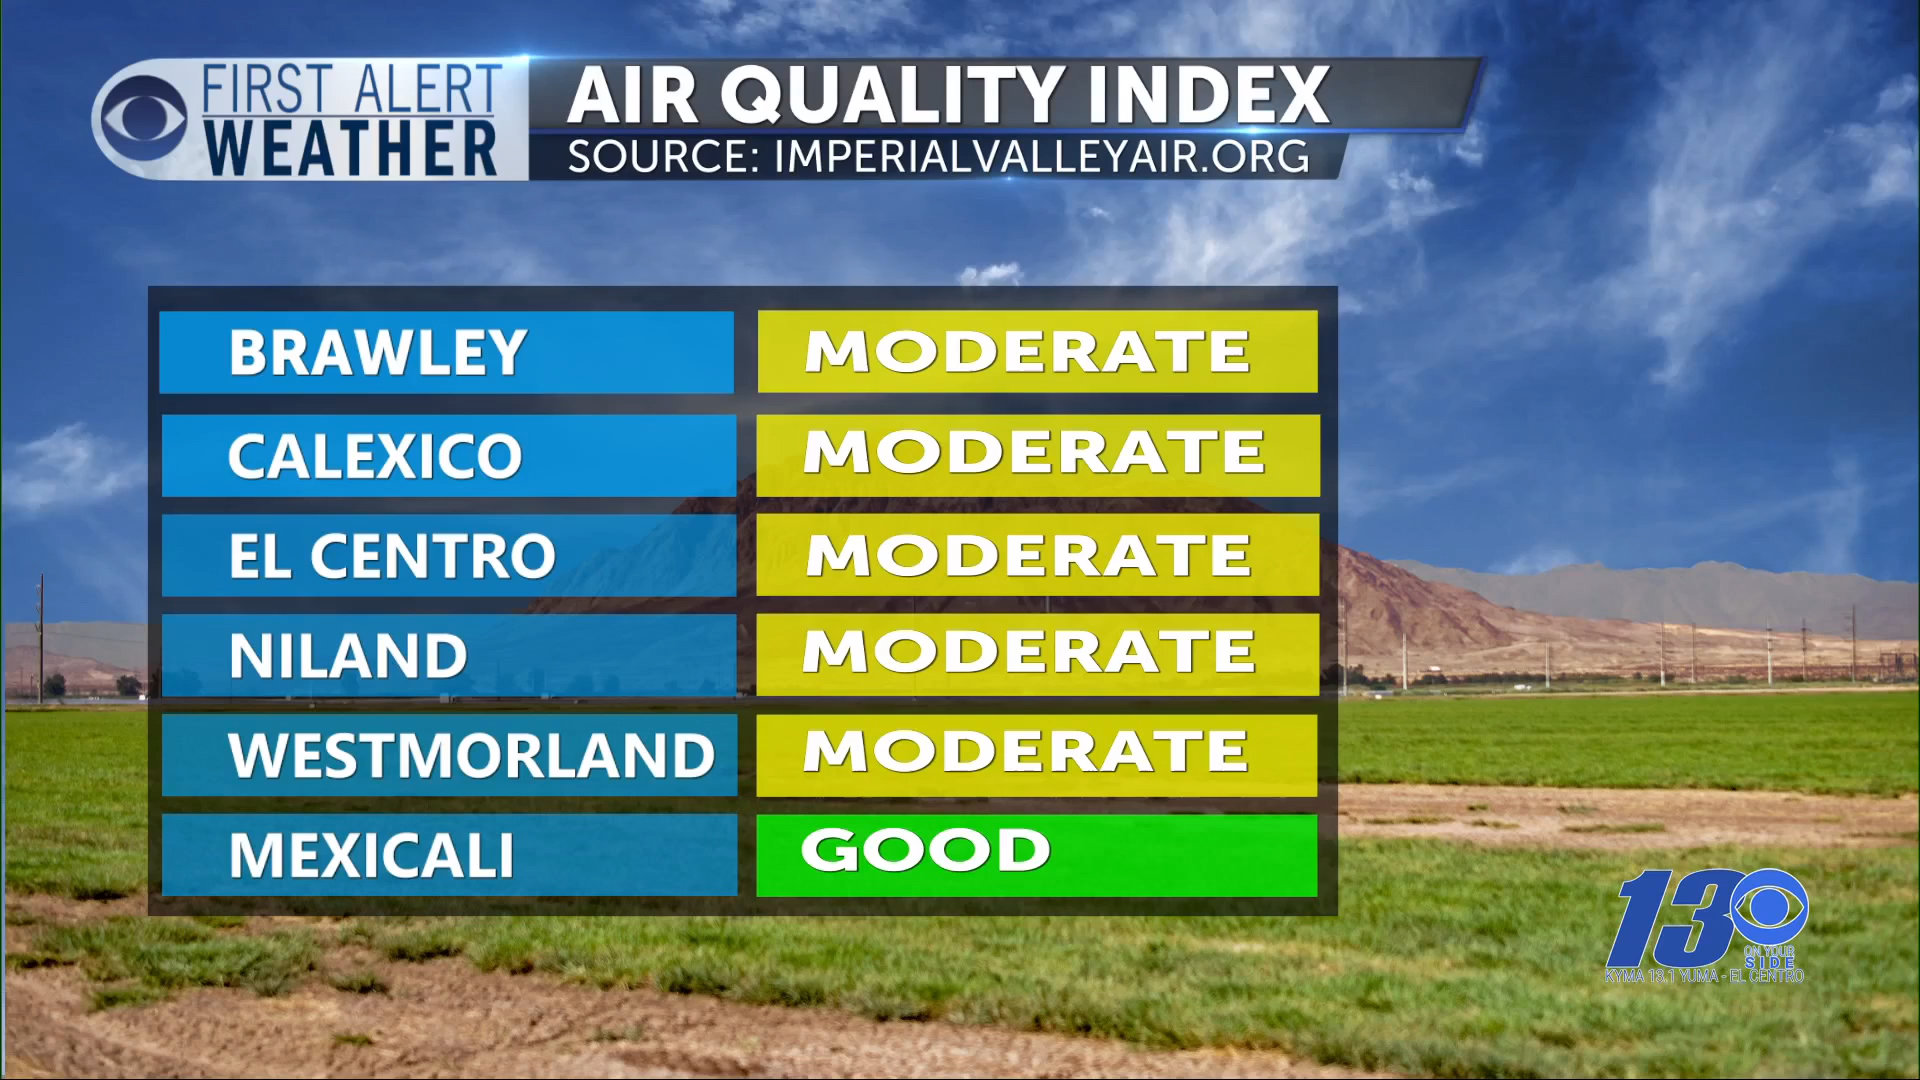 FIRST ALERT
WEATHER
AIR QUALITY INDEX
SOURCE: IMPERIALVALLEYAIR.ORG
BRAWLEY MODERATE
CALEXICO MODERATE
EL CENTRO MODERATE
NILAND MODERATE
WESTMORLAND MODERATE
MEXICALI GOOD
13
ON YOUR
SIDE
KYMA 13.1 YUMA - EL CENTRO